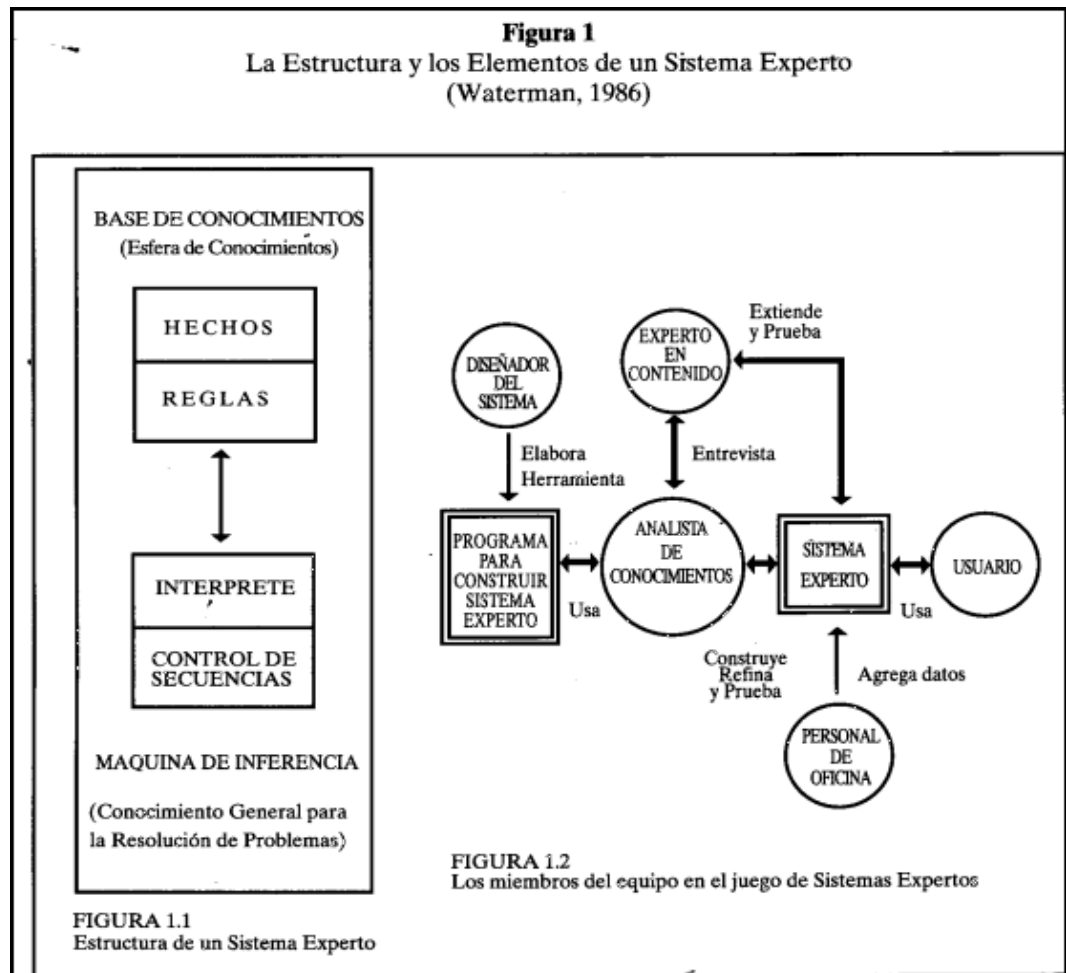 Figura 1
La Estructura y los Elementos de un Sistema Experto
(Waterman, 1986)
BASE DE CONOCIMIENTOS
(Esfera de Conocimientos)
HECHOS
REGLAS
INTERPRETE
CONTROL DE
SECUENCIAS
MAQUINA DE INFERENCIA
(Conocimiento General para
la Resolución de Problemas)
FIGURA 1.1
Estructura de un Sistema Experto
DISEÑADOR
DEL
SISTEMA
Elabora
Herramienta
PROGRAMA
PARA
CONSTRUIR
SISTEMA
EXPERTO
Usa
EXPERTO
EN
CONTENIDO
Entrevista
ANALISTA
DE
CONOCIMIENTOS
Extiende
y Prueba
Construye
Refina
y Prueba
SISTEMA
EXPERTO
Usa
USUARIO
Agrega datos
PERSONAL
DE
OFICINA
FIGURA 1.2
Los miembros del equipo en el juego de Sistemas Expertos